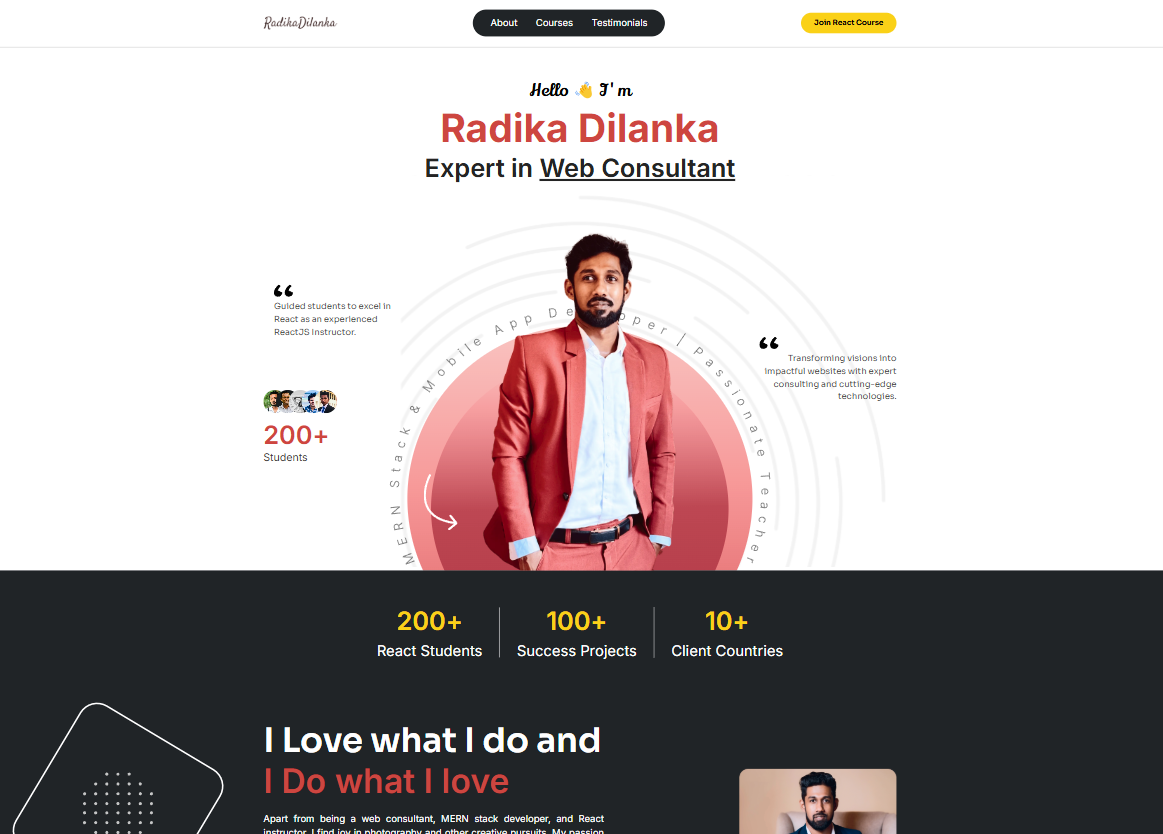 RadikaDilanka
About Courses Testimonials
Join React Course
Hello 👋 I'm
Radika Dilanka
Expert in Web Consultant
MERN Stack & Mobile App Developer | Passionate Teacher
“
Guided students to excel in
React as an experienced
ReactJS Instructor.
“
Transforming visions into
impactful websites with expert
consulting and cutting-edge
technologies.
200+
Students
200+ 100+ 10+
React Students Success Projects Client Countries
I Love what I do and
I Do what I love
Apart from being a web consultant, MERN stack developer, and React
instructor, I find joy in photography and other creative pursuits. My passion